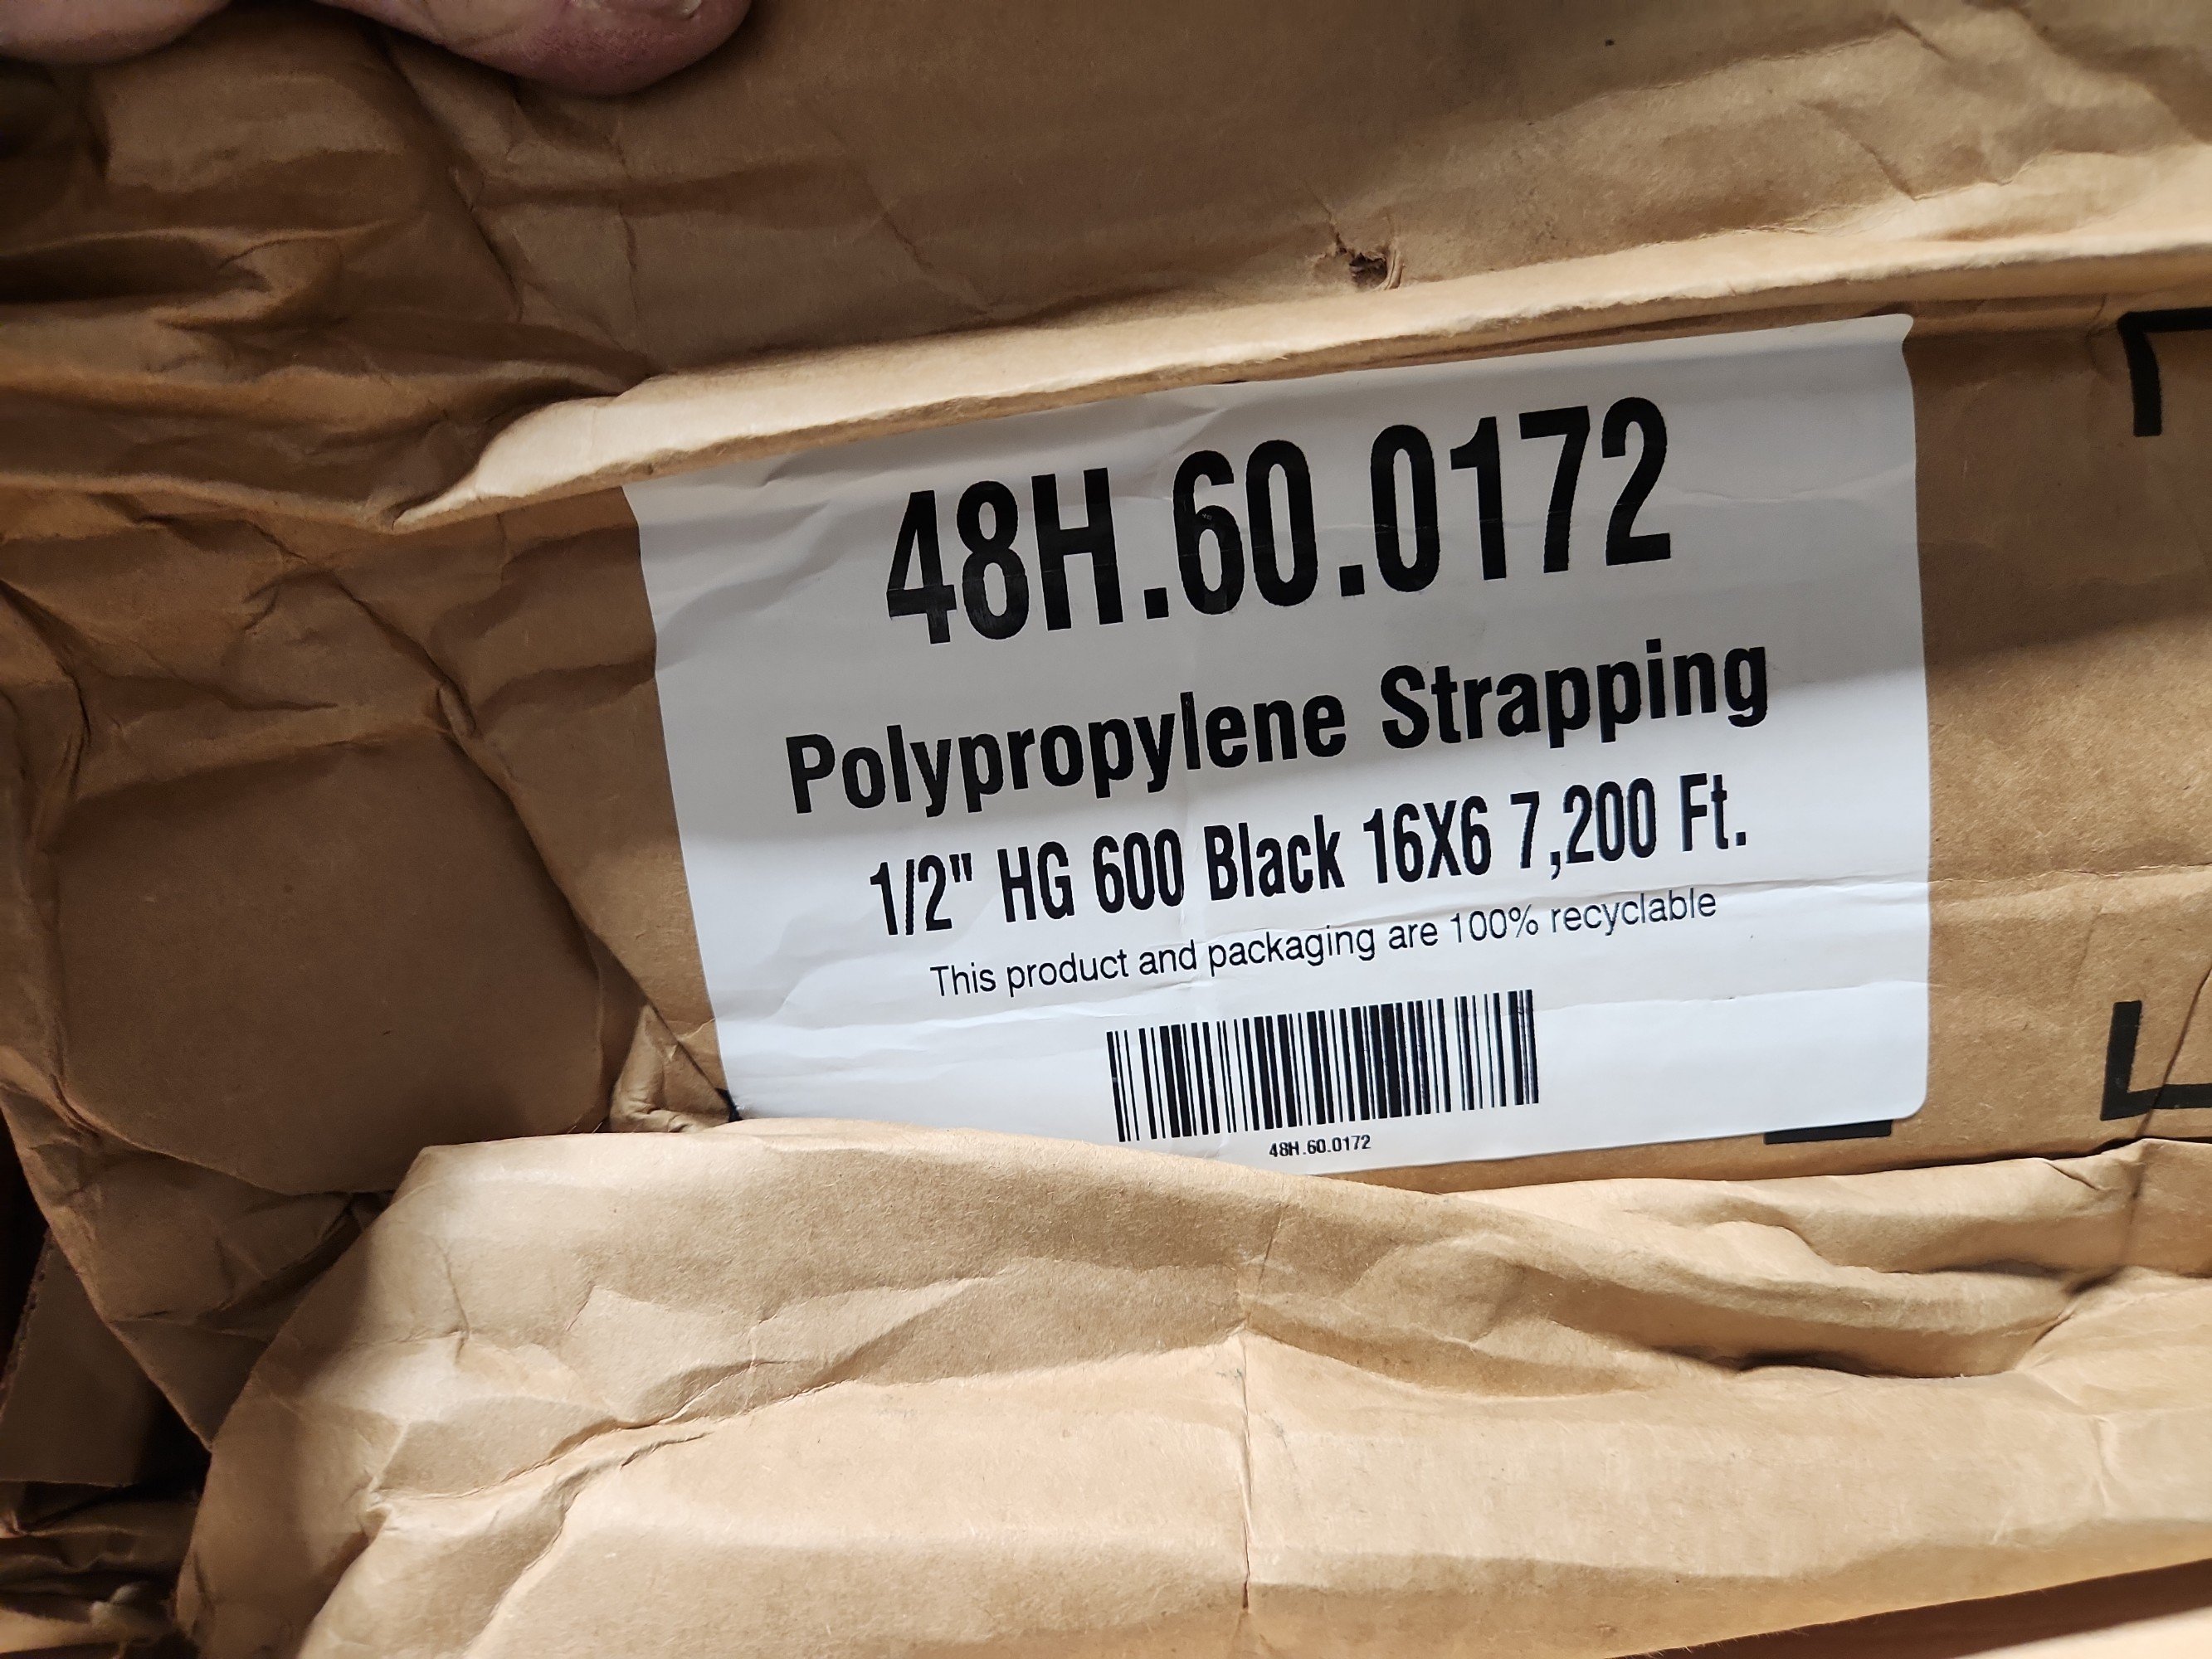 48H.60.0172
Polypropylene Strapping
1/2" HG 600 Black 16X6 7,200 Ft.
This product and packaging are 100% recyclable
48H.60.0172